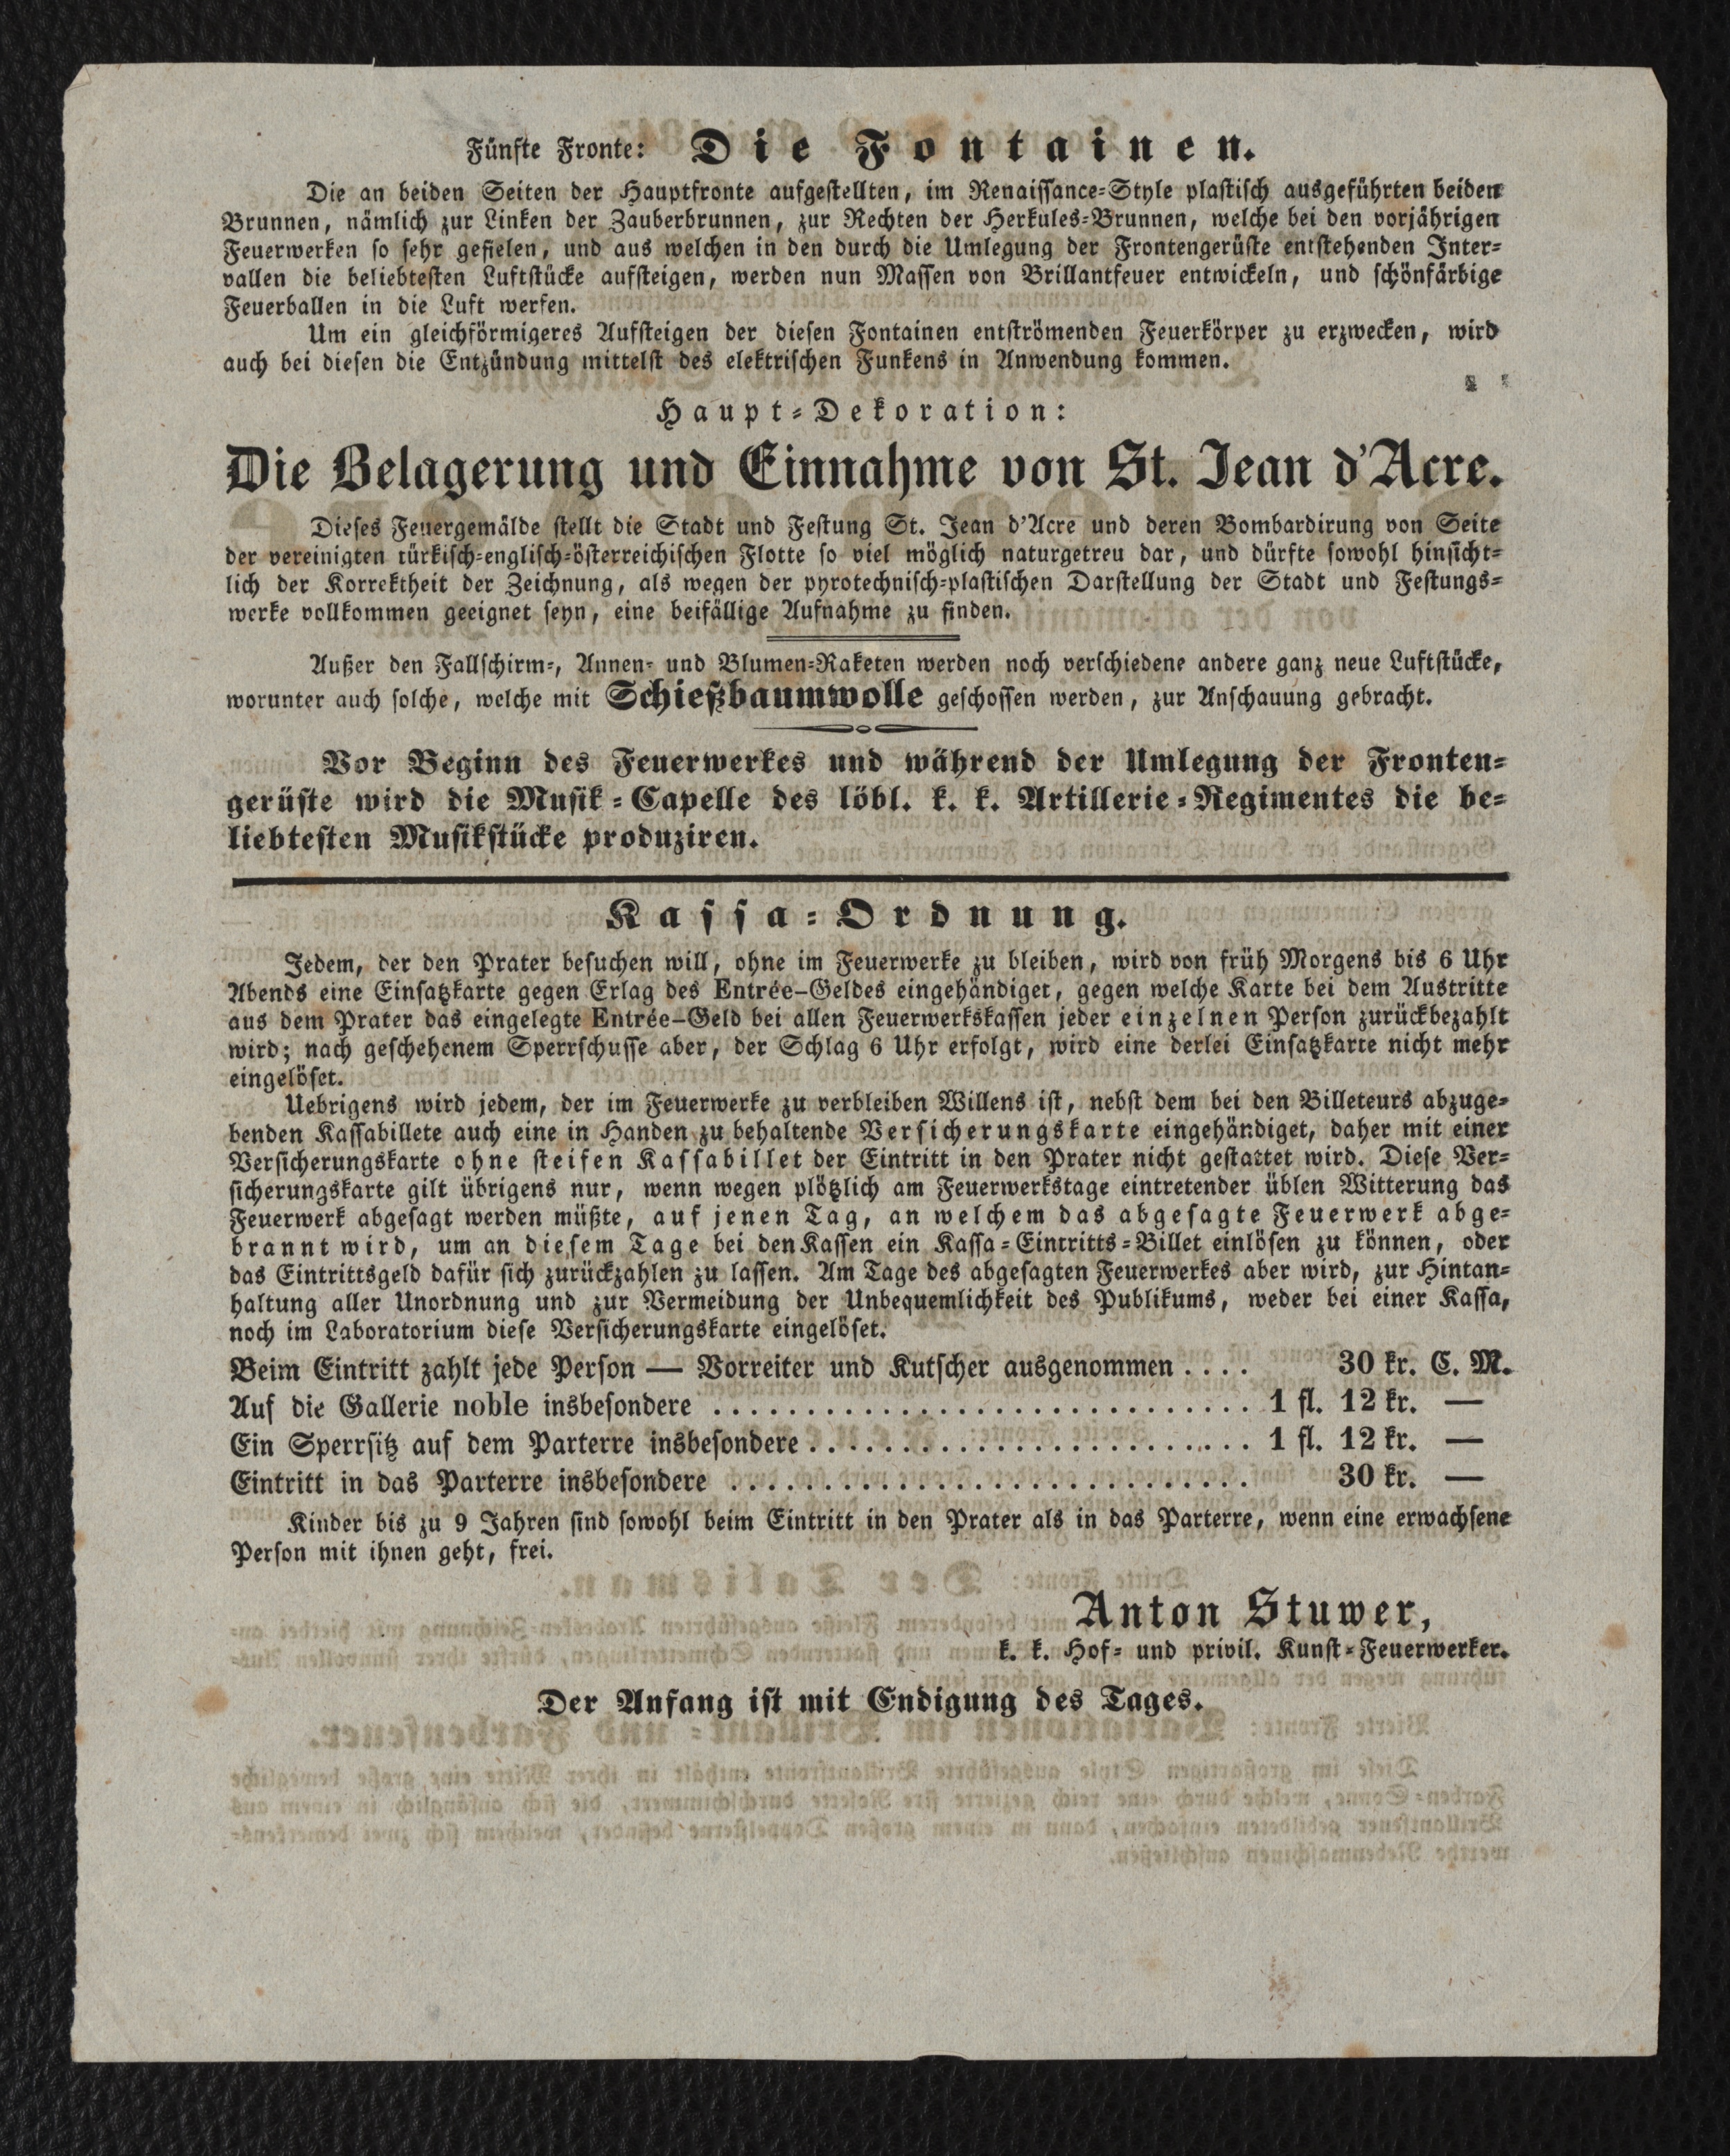 Fünfte Fronte: Die Fontainen.
Die an beiden Seiten der Hauptfronte aufgestellten, im Renaissance-Style plastisch ausgeführten beiden
Brunnen, nämlich zur Linken der Zauberbrunnen, zur Rechten der Herkules-Brunnen, welche bei den vorjährigen
Feuerwerken so sehr gefielen, und aus welchen in den durch die Umlegung der Frontengerüste entstehenden Inter-
vallen die beliebtesten Luftstücke aufsteigen, werden nun Massen von Brillantfeuer entwickeln, und schönfärbige
Feuerballen in die Luft werfen.
Um ein gleichförmigeres Aufsteigen der diesen Fontainen entströmenden Feuerkörper zu erzwecken, wird
auch bei diesen die Entzündung mittelst des elektrischen Funkens in Anwendung kommen.
Haupt-Dekoration:
Die Belagerung und Einnahme von St. Jean d'Acre.
Dieses Feuergemälde stellt die Stadt und Festung St. Jean d'Acre und deren Bombardirung von Seite
der vereinigten türkisch-englisch-österreichischen Flotte so viel möglich naturgetreu dar, und dürfte sowohl hinsicht-
lich der Korrektheit der Zeichnung, als wegen der pyrotechnisch-plastischen Darstellung der Stadt und Festungs-
werke vollkommen geeignet seyn, eine beifällige Aufnahme zu finden.
Außer den Fallschirm-, Annen- und Blumen-Raketen werden noch verschiedene andere ganz neue Luftstücke,
worunter auch solche, welche mit Schießbaumwolle geschossen werden, zur Anschauung gebracht.
Vor Beginn des Feuerwerkes und während der Umlegung der Fronten-
gerüste wird die Musik-Capelle des löbl. k. k. Artillerie-Regimentes die be-
liebtesten Musikstücke produziren.
Kassa-Ordnung.
Jedem, der den Prater besuchen will, ohne im Feuerwerke zu bleiben, wird von früh Morgens bis 6 Uhr
Abends eine Einsatzkarte gegen Erlag des Entrée-Geldes eingehändiget, gegen welche Karte bei dem Austritte
aus dem Prater das eingelegte Entrée-Geld bei allen Feuerwerkskassen jeder einzelnen Person zurückbezahlt
wird; nach geschehenem Sperrschusse aber, der Schlag 6 Uhr erfolgt, wird eine derlei Einsatzkarte nicht mehr
eingelöset.
Uebrigens wird jedem, der im Feuerwerke zu verbleiben Willens ist, nebst dem bei den Billeteurs abzuge-
benden Kassabillete auch eine in Handen zu behaltende Versicherungskarte eingehändiget, daher mit einer
Versicherungskarte ohne steifen Kassabillet der Eintritt in den Prater nicht gestattet wird. Diese Ver-
sicherungskarte gilt übrigens nur, wenn wegen plötzlich am Feuerwerkstage eintretender üblen Witterung das
Feuerwerk abgesagt werden müßte, auf jenen Tag, an welchem das abgesagte Feuerwerk abge-
brannt wird, um an diesem Tage bei den Kassen ein Kassa-Eintritts-Billet einlösen zu können, oder
das Eintrittsgeld dafür sich zurückzahlen zu lassen. Am Tage des abgesagten Feuerwerkes aber wird, zur Hintan-
haltung aller Unordnung und zur Vermeidung der Unbequemlichkeit des Publikums, weder bei einer Kassa,
noch im Laboratorium diese Versicherungskarte eingelöset.
Beim Eintritt zahlt jede Person — Vorreiter und Kutscher ausgenommen .... 30 kr. C. M.
Auf die Gallerie noble insbesondere ............................. 1 fl. 12 kr. —
Ein Sperrsitz auf dem Parterre insbesondere ........................ 1 fl. 12 kr. —
Eintritt in das Parterre insbesondere ............................ 30 kr. —
Kinder bis zu 9 Jahren sind sowohl beim Eintritt in den Prater als in das Parterre, wenn eine erwachsene
Person mit ihnen geht, frei.
Anton Stuwer,
k. k. Hof- und privil. Kunst-Feuerwerker.
Der Anfang ist mit Endigung des Tages.